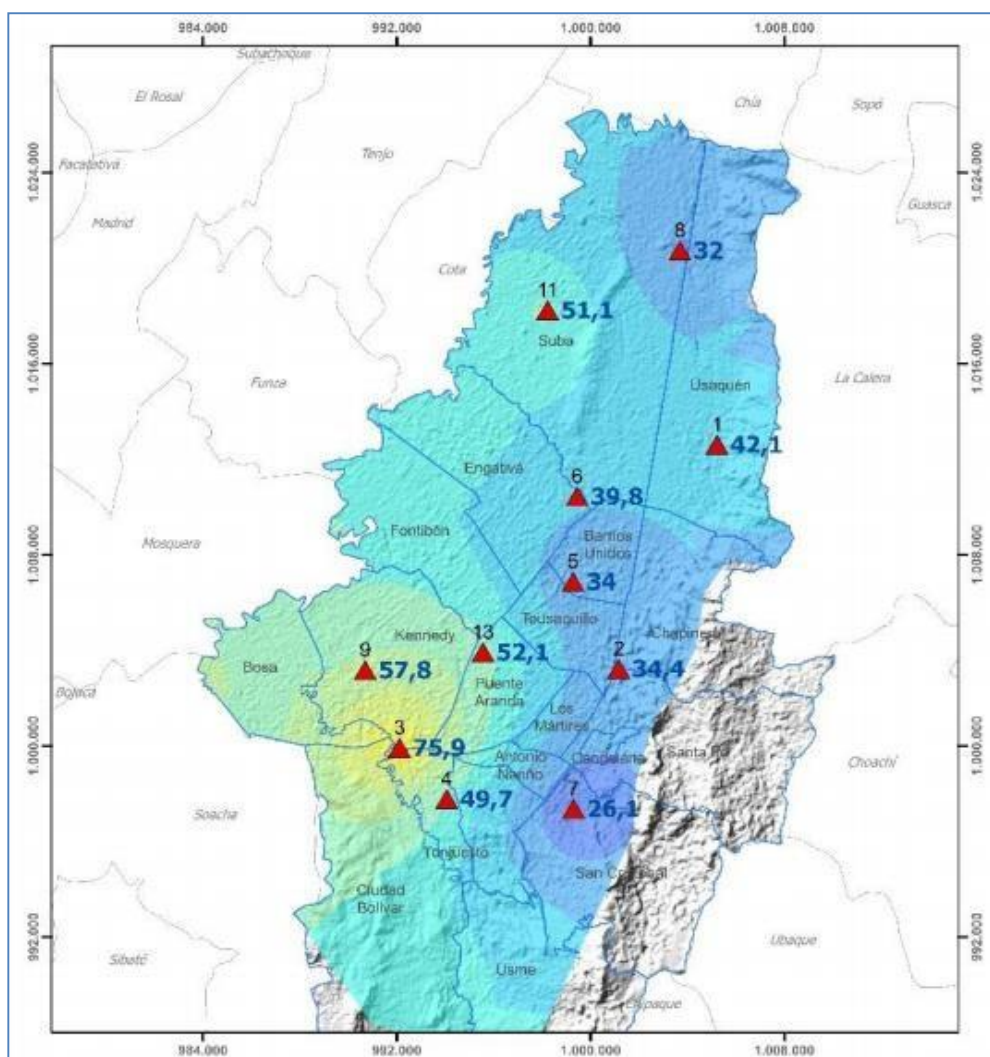 984.000 992.000 1.000.000 1.008.000
Subachoque
El Rosal
Chía
Sopó
Tenjo
1.024.000
1.024.000
Facatativá
Guasca
Madrid
8
32
Cota
11
51,1
Suba
1.016.000
1.016.000
Funza
La Calera
Usaquén
1
42,1
Engativá
6
39,8
Fontibón
Barrios
Unidos
Mosquera
1.008.000
1.008.000
5
34
Teusaquillo
Chapinero
Kennedy
13
52,1
9
57,8
2
34,4
Bosa
Puente
Aranda
Bojaca
Los
Mártires
3
75,9
1.000.000
1.000.000
Antonio
Nariño
Candelaria
Santa Fe
Choachí
4
49,7
7
26,1
Soacha
Tunjuelito
San Cristóbal
Ciudad
Bolívar
992.000
992.000
Sibaté
Usme
Ubaque
Chipaque
984.000 992.000 1.000.000 1.008.000